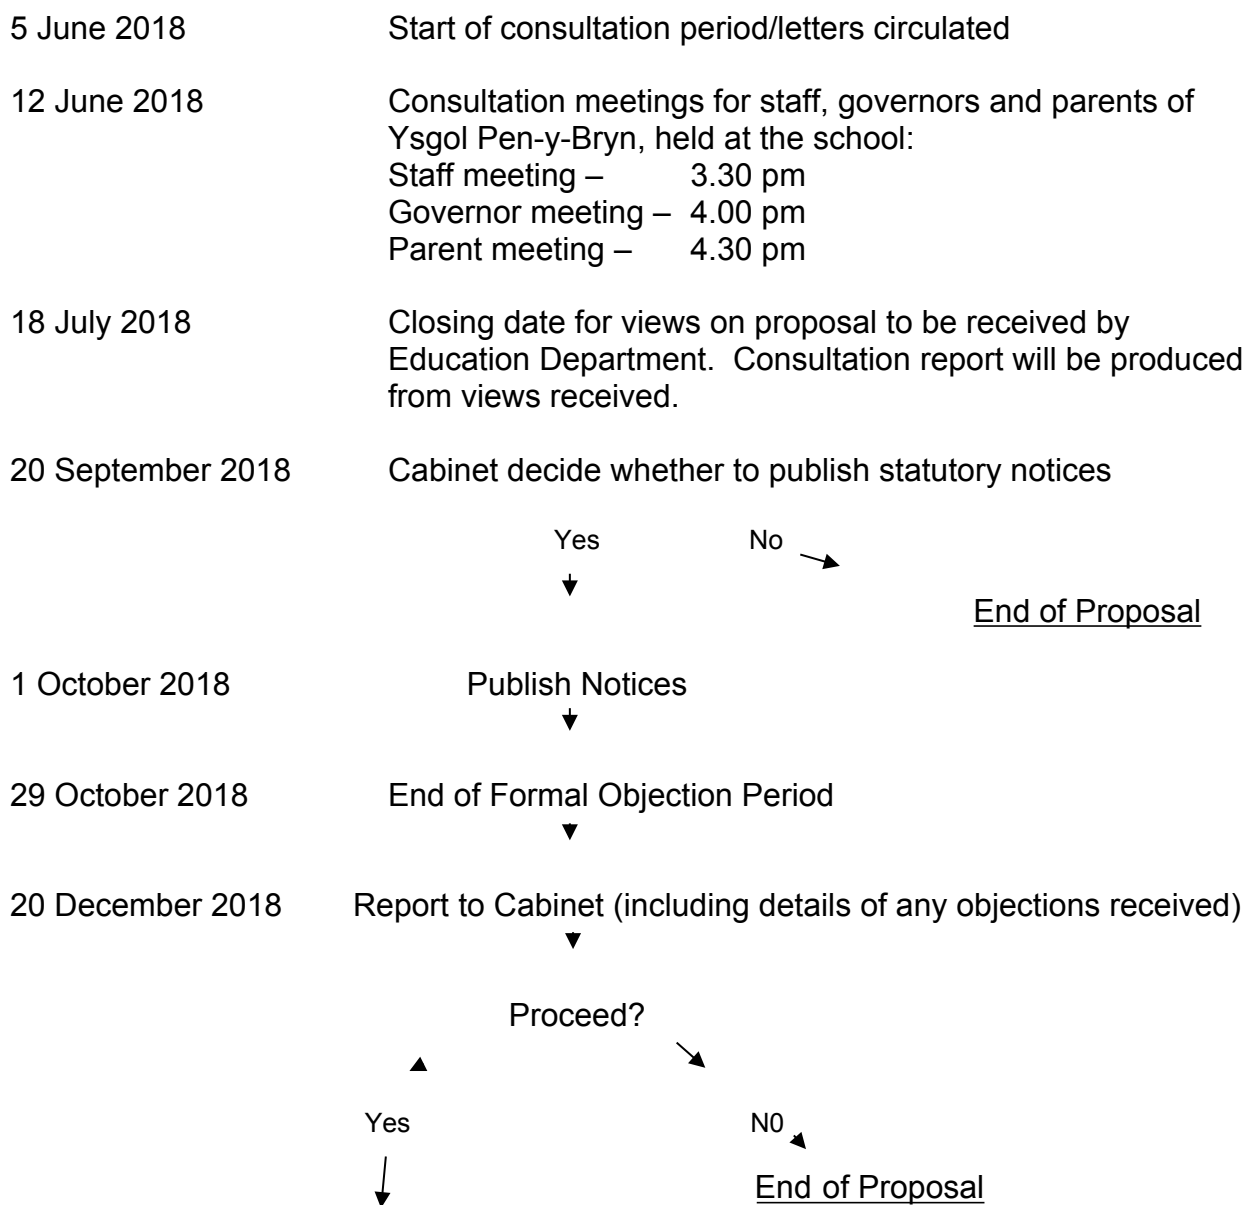 5 June 2018 Start of consultation period/letters circulated
12 June 2018 Consultation meetings for staff, governors and parents of
Ysgol Pen-y-Bryn, held at the school:
Staff meeting – 3.30 pm
Governor meeting – 4.00 pm
Parent meeting – 4.30 pm
18 July 2018 Closing date for views on proposal to be received by
Education Department. Consultation report will be produced
from views received.
20 September 2018 Cabinet decide whether to publish statutory notices
Yes No
End of Proposal
1 October 2018 Publish Notices
29 October 2018 End of Formal Objection Period
20 December 2018 Report to Cabinet (including details of any objections received)
Proceed?
Yes N0
End of Proposal